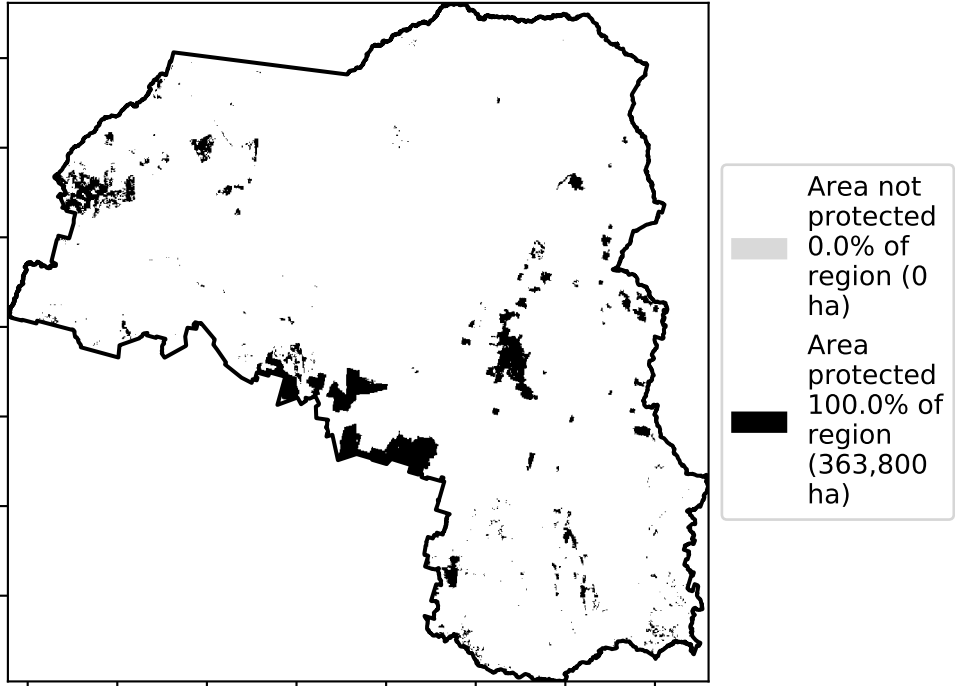 Area not
protected
0.0% of
region (0
ha)
Area
protected
100.0% of
region
(363,800
ha)